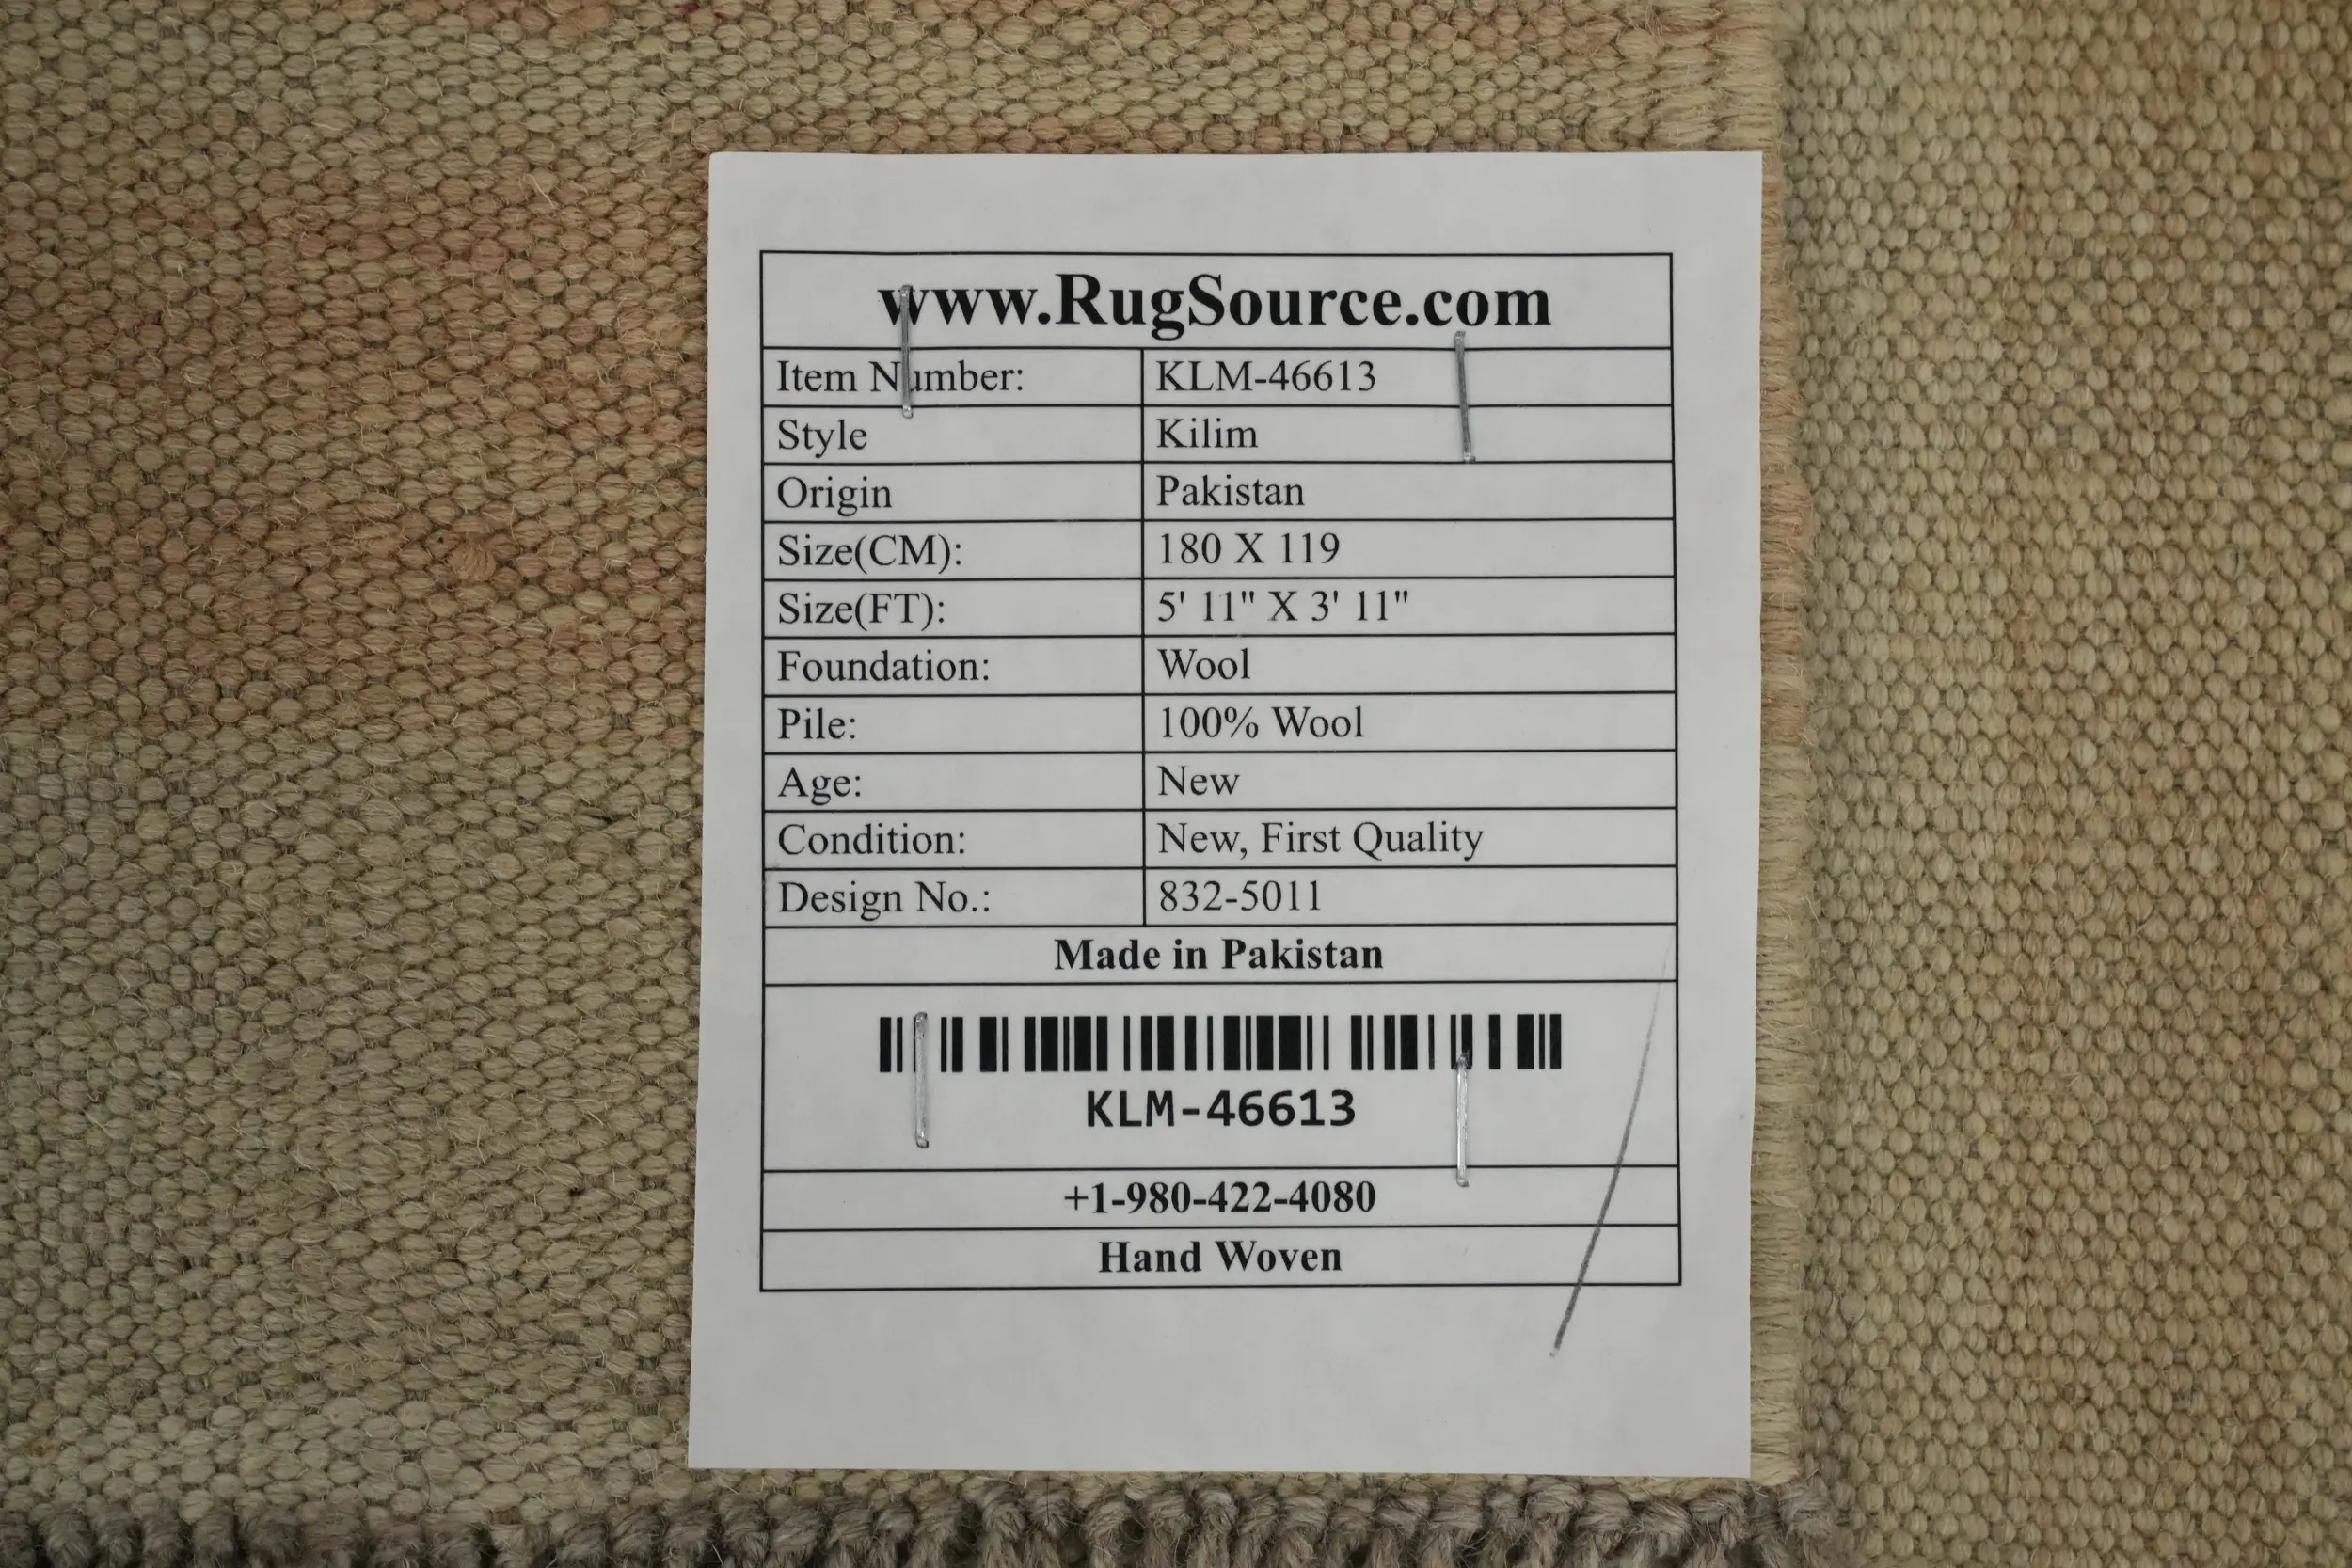 www.RugSource.com
Item Number: KLM-46613
Style Kilim
Origin Pakistan
Size(CM): 180 X 119
Size(FT): 5' 11" X 3' 11"
Foundation: Wool
Pile: 100% Wool
Age: New
Condition: New, First Quality
Design No.: 832-5011
Made in Pakistan
KLM-46613
+1-980-422-4080
Hand Woven